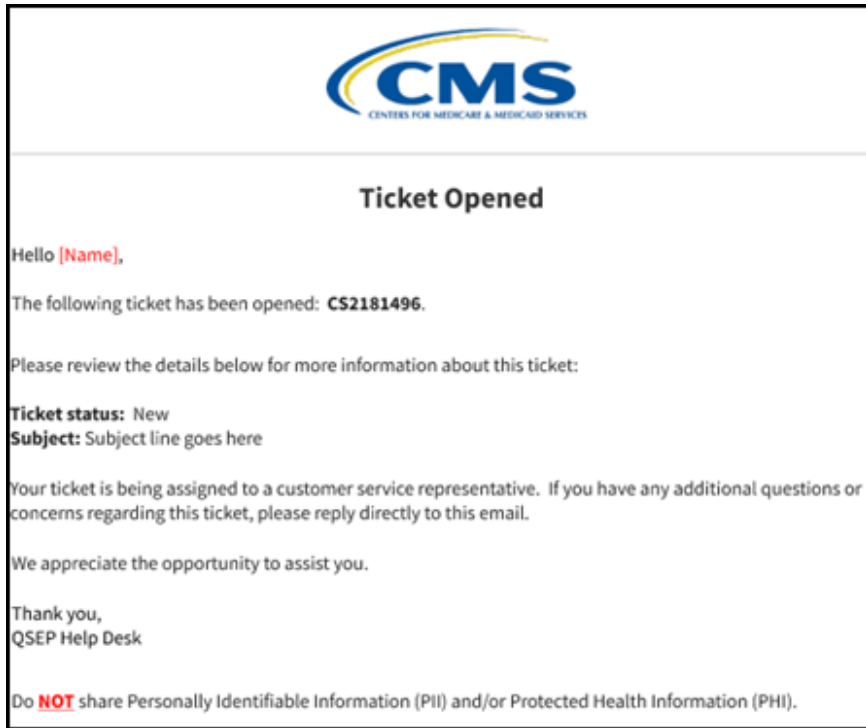 CMS
CENTERS FOR MEDICARE & MEDICAID SERVICES
Ticket Opened
Hello [Name],
The following ticket has been opened: CS2181496.
Please review the details below for more information about this ticket:
Ticket status: New
Subject: Subject line goes here
Your ticket is being assigned to a customer service representative. If you have any additional questions or
concerns regarding this ticket, please reply directly to this email.
We appreciate the opportunity to assist you.
Thank you,
QSEP Help Desk
Do NOT share Personally Identifiable Information (PII) and/or Protected Health Information (PHI).